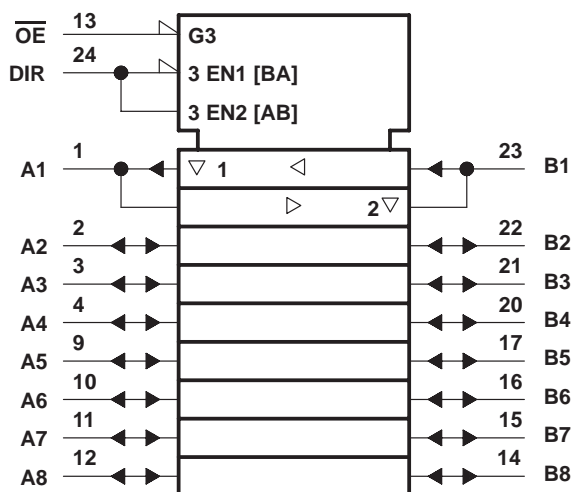 OE 13 G3
DIR 24 3 EN1 [BA]
3 EN2 [AB]
A1 1 1 23 B1
2
A2 2 22 B2
A3 3 21 B3
A4 4 20 B4
A5 9 17 B5
A6 10 16 B6
A7 11 15 B7
A8 12 14 B8